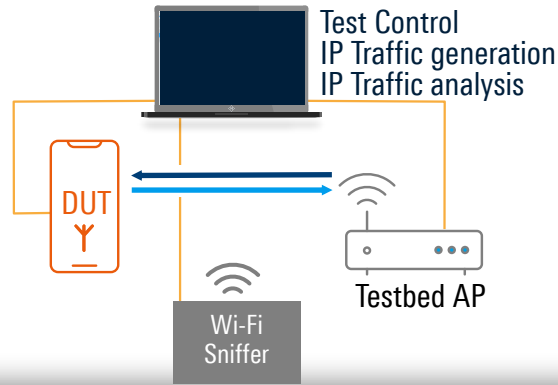 Test Control
IP Traffic generation
IP Traffic analysis
DUT
Testbed AP
Wi-Fi
Sniffer